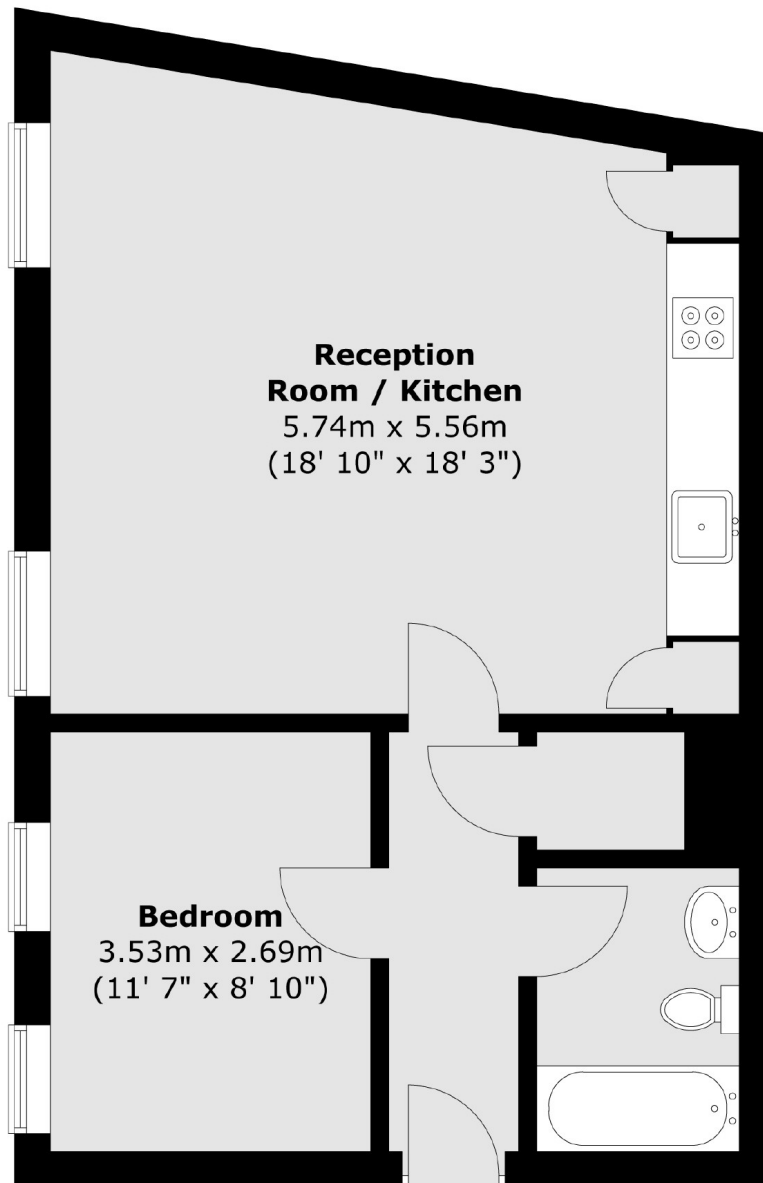 Reception
Room / Kitchen
5.74m x 5.56m
(18' 10" x 18' 3")
Bedroom
3.53m x 2.69m
(11' 7" x 8' 10")